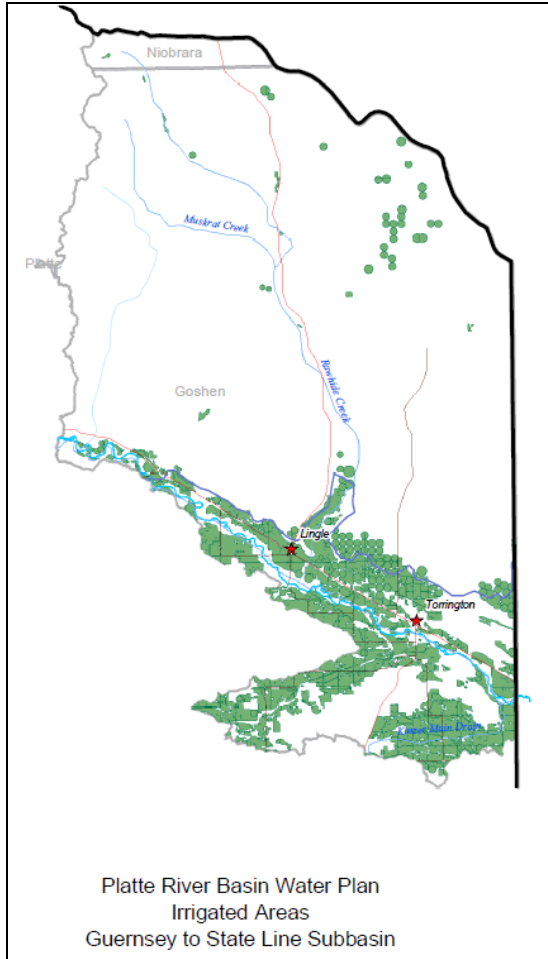 Niobrara
Muskrat Creek
Platte
Goshen
Rawhide Creek
Lingle
Torrington
Main Drain
Platte River Basin Water Plan
Irrigated Areas
Guernsey to State Line Subbasin